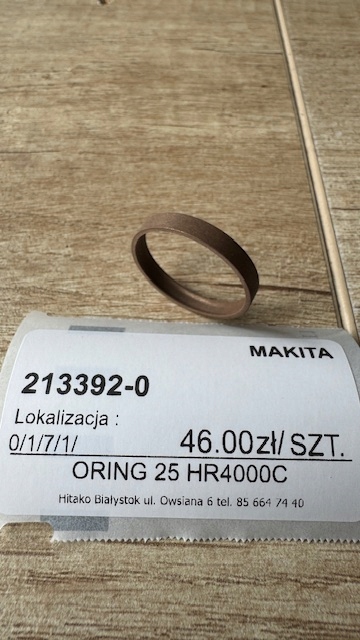 MAKITA
213392-0
Lokalizacja :
0/1/7/1/ 46.00zł/ SZT.
ORING 25 HR4000C
Hitako Białystok ul. Owsiana 6 tel. 85 664 74 40